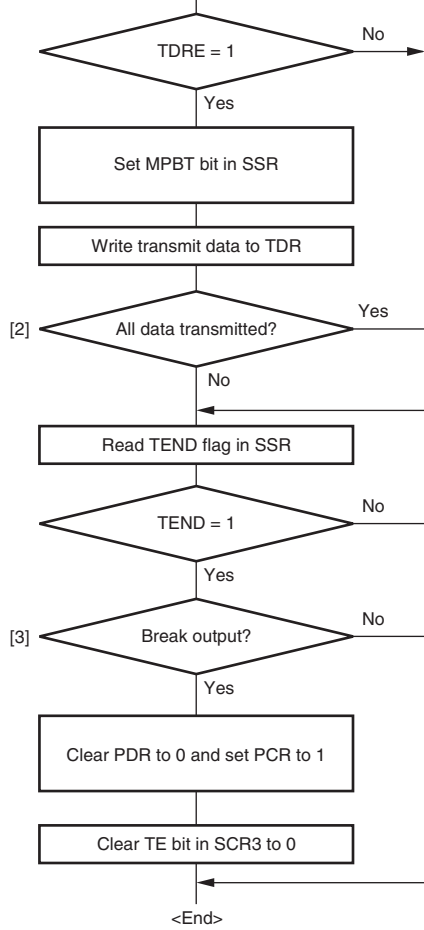 TDRE = 1
No
Yes
Set MPBT bit in SSR
Write transmit data to TDR
[2]
All data transmitted?
Yes
No
Read TEND flag in SSR
TEND = 1
No
Yes
[3]
Break output?
No
Yes
Clear PDR to 0 and set PCR to 1
Clear TE bit in SCR3 to 0
<End>